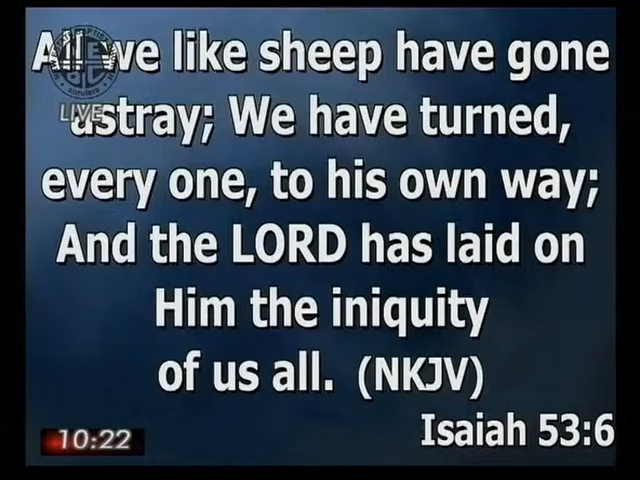 All we like sheep have gone
astray; We have turned,
every one, to his own way;
And the LORD has laid on
Him the iniquity
of us all. (NKJV)
Isaiah 53:6
LIVE
10:22